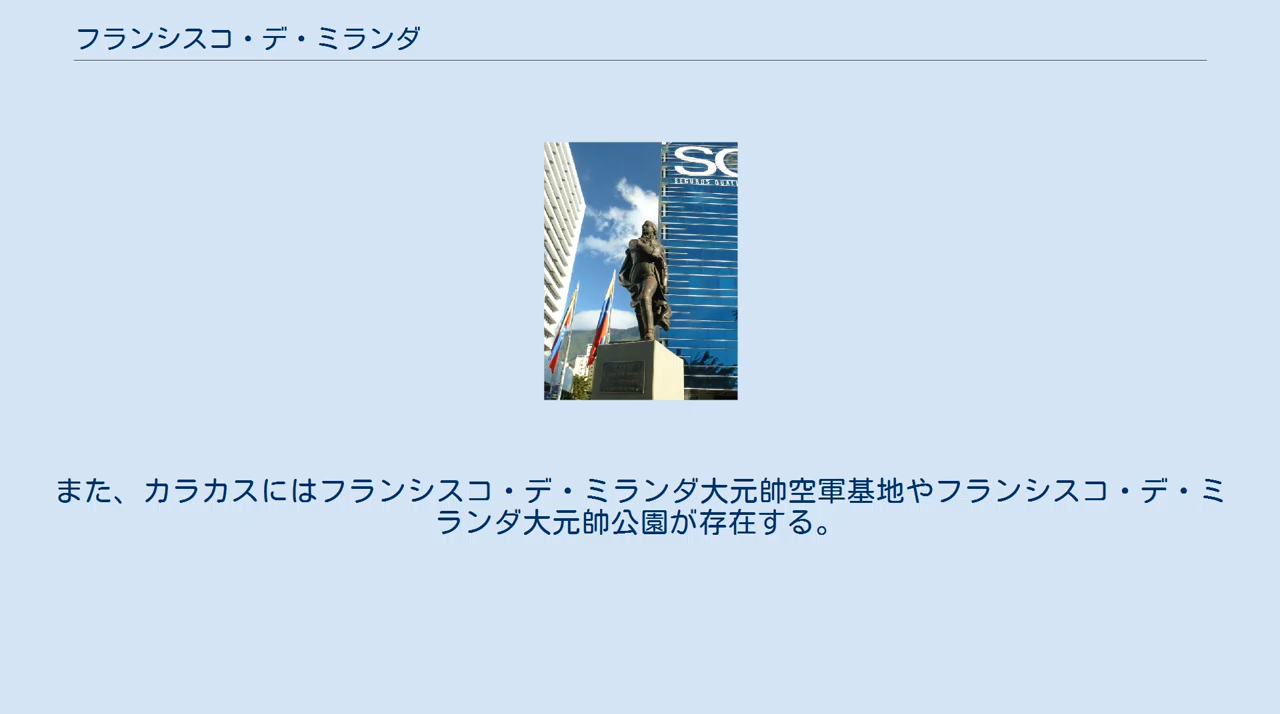 フランシスコ・デ・ミランダ
SEGUROS
また、カラカスにはフランシスコ・デ・ミランダ大元帥空軍基地やフランシスコ・デ・ミ
ランダ大元帥公園が存在する。